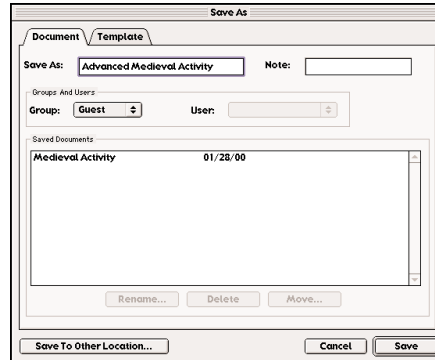 Save As
Document Template
Save As: Advanced Medieval Activity Note:
Groups And Users
Group: Guest User:
Saved Documents
Medieval Activity 01/28/00
Rename... Delete Move...
Save To Other Location... Cancel Save